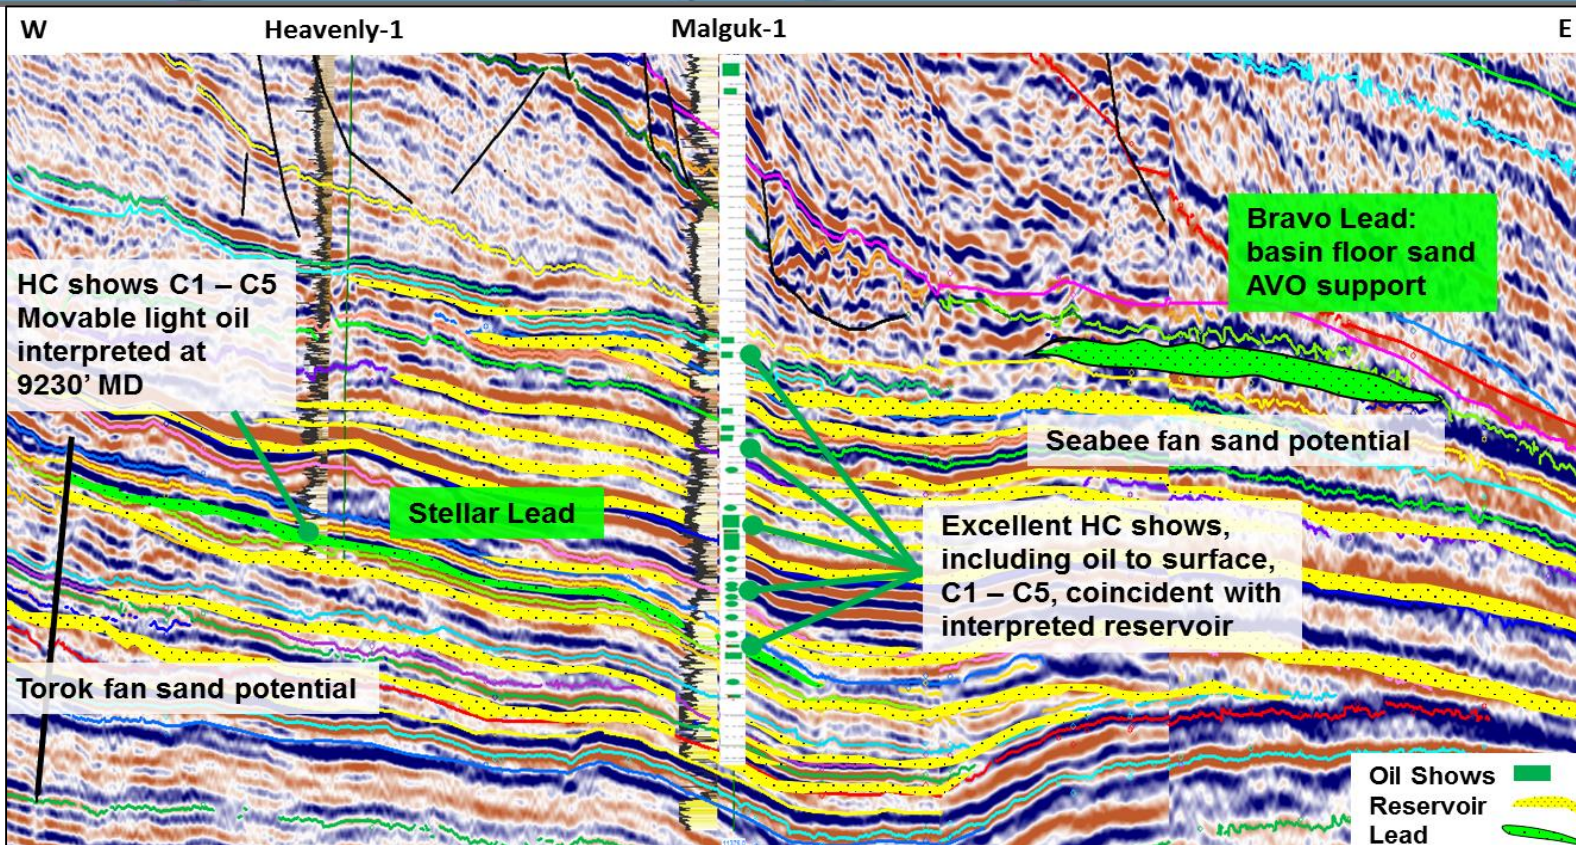 W
Heavenly-1
Malguk-1
E
HC shows C1 – C5
Movable light oil
interpreted at
9230’ MD
Bravo Lead:
basin floor sand
AVO support
Seabee fan sand potential
Stellar Lead
Excellent HC shows,
including oil to surface,
C1 – C5, coincident with
interpreted reservoir
Torok fan sand potential
Oil Shows
Reservoir
Lead